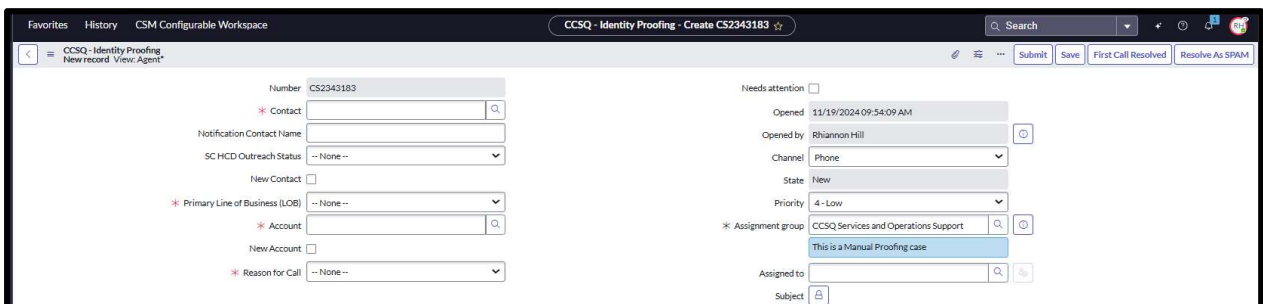 Favorites History CSM Configurable Workspace CCSQ - Identity Proofing - Create CS2343183 Search 1 RH
CCSQ - Identity Proofing
New record View: Agent*
Submit Save First Call Resolved Resolve As SPAM
Number CS2343183
Contact
Notification Contact Name
SC HCD Outreach Status -- None --
New Contact
Primary Line of Business (LOB) -- None --
Account
New Account
Reason for Call -- None --
Needs attention
Opened 11/19/2024 09:54:09 AM
Opened by Rhiannon Hill
Channel Phone
State New
Priority 4 - Low
Assignment group CCSQ Services and Operations Support
This is a Manual Proofing case
Assigned to
Subject